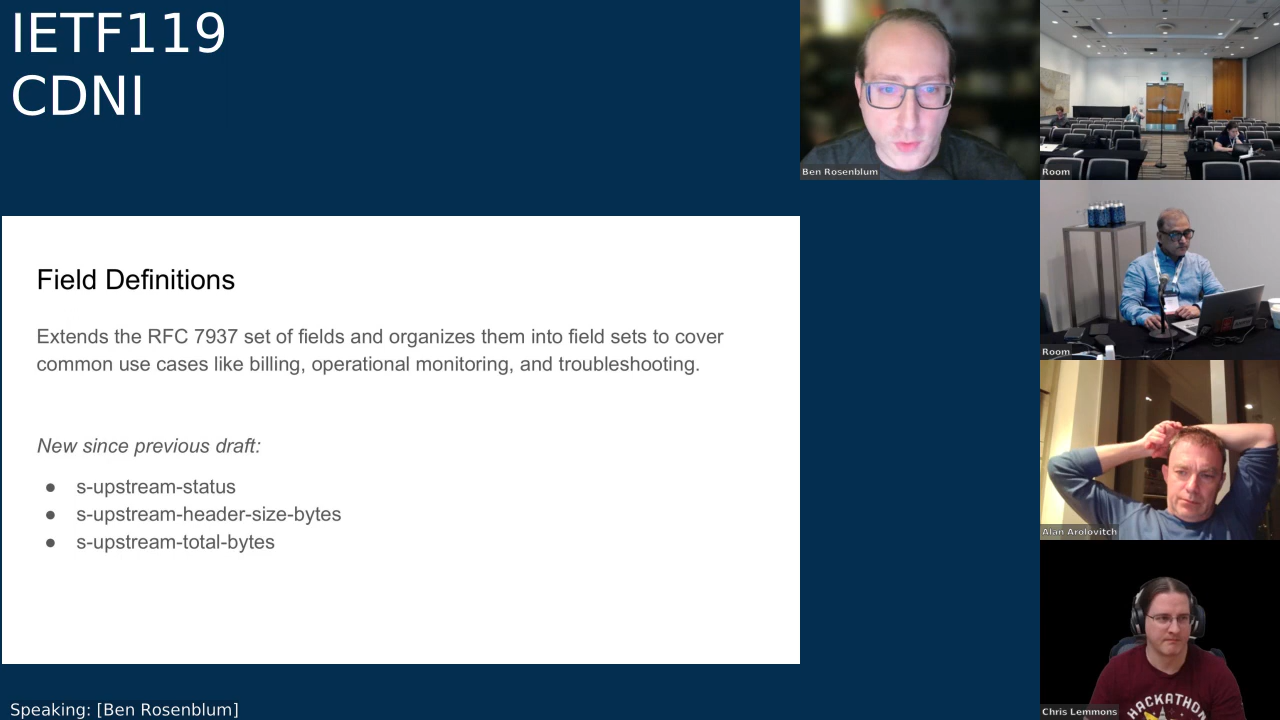 IETF119
CDNI
Ben Rosenblum
Room
Room
Alan Arolovitch
Chris Lemmons
HACKATHON
Field Definitions
Extends the RFC 7937 set of fields and organizes them into field sets to cover
common use cases like billing, operational monitoring, and troubleshooting.
New since previous draft:
● s-upstream-status
● s-upstream-header-size-bytes
● s-upstream-total-bytes
Speaking: [Ben Rosenblum]